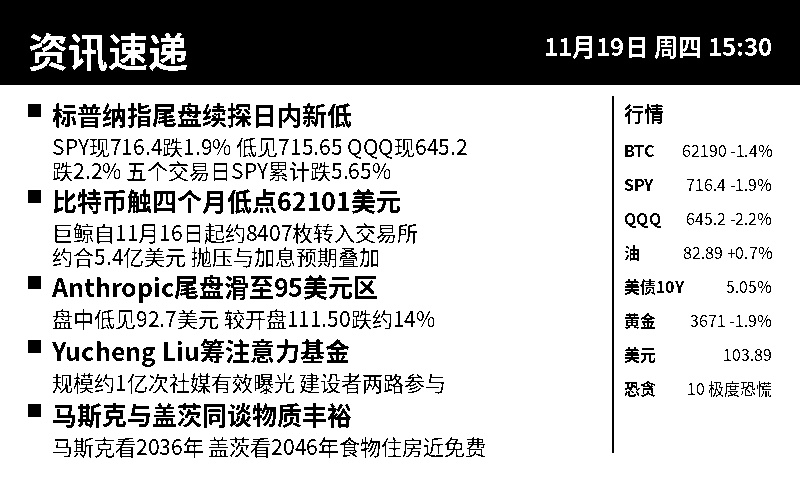 资讯速递
11月19日 周四 15:30
标普纳指尾盘续探日内新低
SPY现716.4跌1.9% 低见715.65 QQQ现645.2
跌2.2% 五个交易日SPY累计跌5.65%
比特币触四个月低点62101美元
巨鲸自11月16日起约8407枚转入交易所
约合5.4亿美元 抛压与加息预期叠加
Anthropic尾盘滑至95美元区
盘中低见92.7美元 较开盘111.50跌约14%
Yucheng Liu筹注意力基金
规模约1亿次社媒有效曝光 建设者两路参与
马斯克与盖茨同谈物质丰裕
马斯克看2036年 盖茨看2046年食物住房近免费
行情
BTC 62190 -1.4%
SPY 716.4 -1.9%
QQQ 645.2 -2.2%
油 82.89 +0.7%
美债10Y 5.05%
黄金 3671 -1.9%
美元 103.89
恐贪 10 极度恐慌